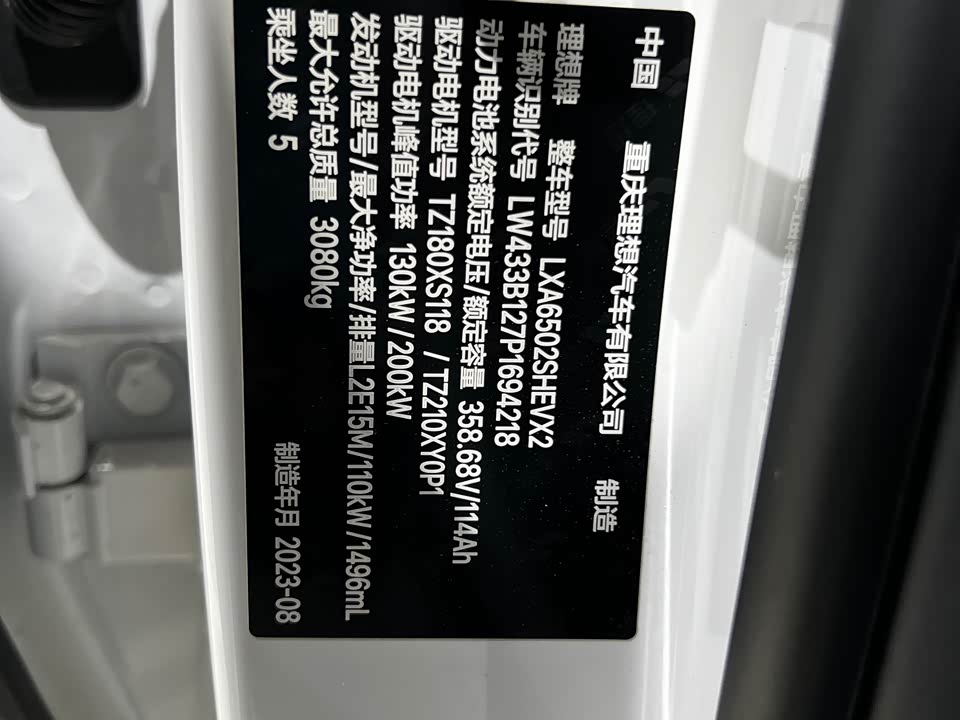 中国 重庆理想汽车有限公司 制造
理想牌 整车型号 LXA6502SHEVX2
车辆识别代号 LW433B127P1694218
动力电池系统额定电压/额定容量 358.68V/114Ah
驱动电机型号 TZ180XS118 / TZ210XY0P1
驱动电机峰值功率 130kW / 200kW
发动机型号/最大净功率/排量L2E15M/110kW/1496mL
最大允许总质量 3080kg
乘坐人数 5 制造年月 2023-08